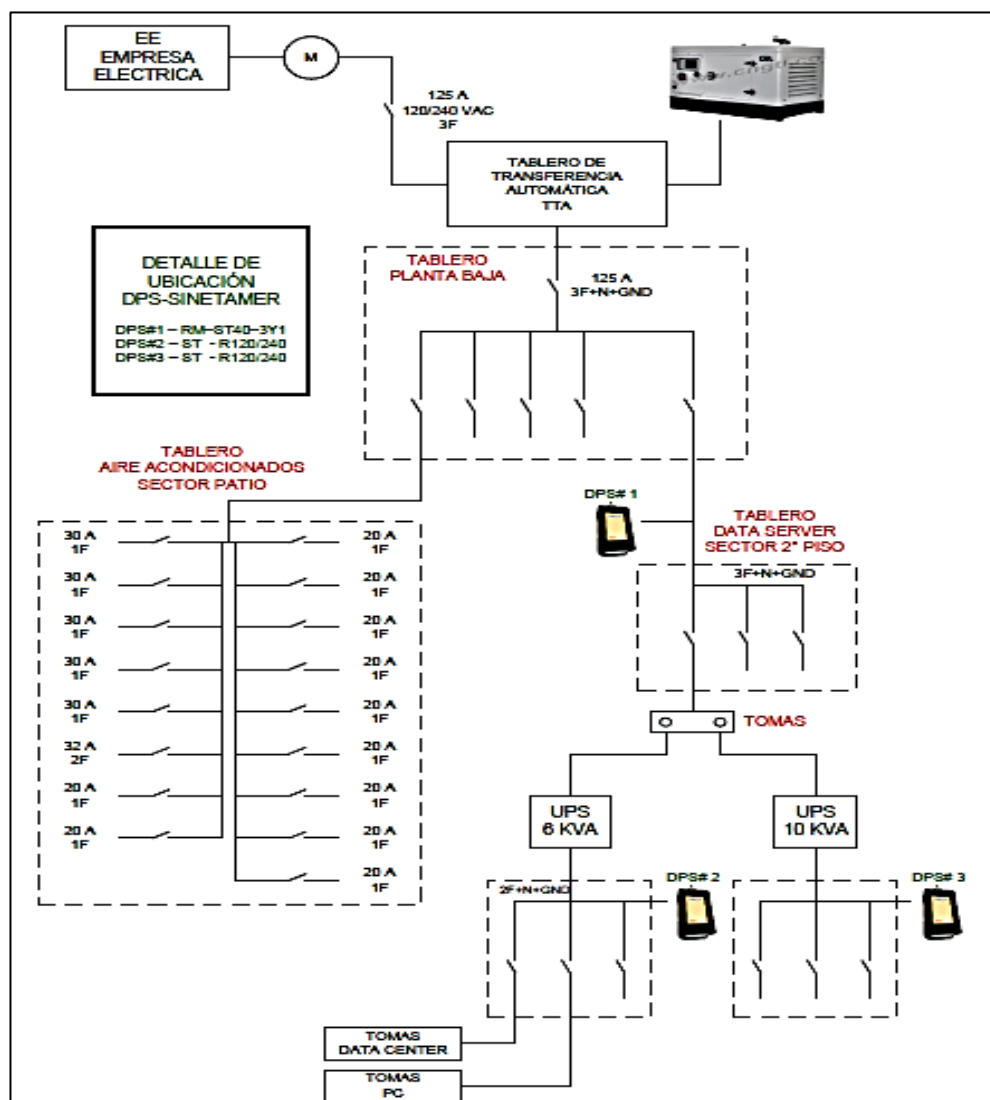 EE
EMPRESA
ELECTRICA
M
125 A
120/240 VAC
3F
TABLERO DE
TRANSFERENCIA
AUTOMÁTICA
TTA
DETALLE DE
UBICACIÓN
DPS-SINETAMER
DPS#1 - RM-ST40-3Y1
DPS#2 - ST - R120/240
DPS#3 - ST - R120/240
TABLERO
PLANTA BAJA
125 A
3F+N+GND
TABLERO
AIRE ACONDICIONADOS
SECTOR PATIO
30 A
1F
20 A
1F
30 A
1F
20 A
1F
30 A
1F
20 A
1F
30 A
1F
20 A
1F
30 A
1F
20 A
1F
32 A
2F
20 A
1F
20 A
1F
20 A
1F
20 A
1F
20 A
1F
20 A
1F
DPS# 1
TABLERO
DATA SERVER
SECTOR 2° PISO
3F+N+GND
TOMAS
UPS
6 KVA
UPS
10 KVA
2F+N+GND
DPS# 2
DPS# 3
TOMAS
DATA CENTER
TOMAS
PC